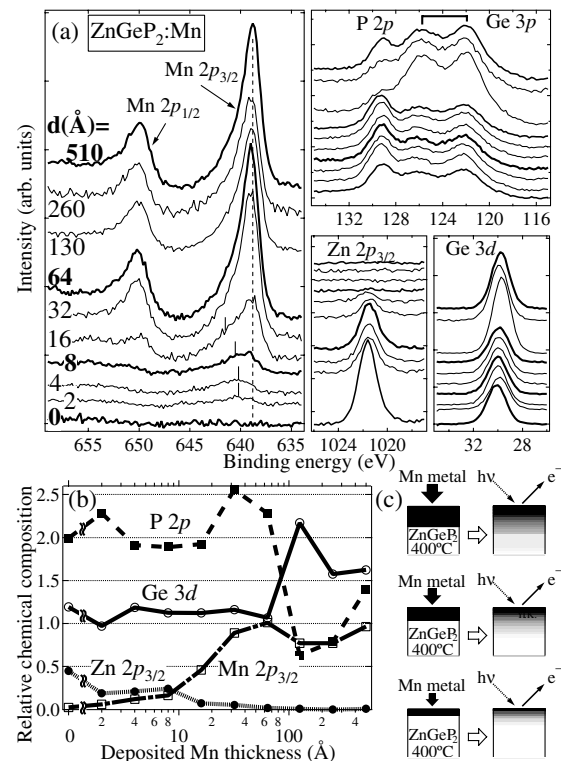 (a)
ZnGeP2:Mn
Mn 2p3/2
Mn 2p1/2
d(Å)=
510
260
130
64
32
16
8
4
2
0
Intensity (arb. units)
655
650
645
640
635
P 2p
Ge 3p
132
128
124
120
116
Zn 2p3/2
1024
1020
Ge 3d
30
28
Binding energy (eV)
(b)
Relative chemical composition
2.5
2.0
1.5
1.0
0.5
0.0
P 2p
Ge 3d
Zn 2p3/2
Mn 2p3/2
0
2
4
6
8
10
2
4
6
8
100
2
4
Deposited Mn thickness (Å)
(c)
Mn metal
hν
e−
ZnGeP2
400ºC
Mn metal
hν
e−
ZnGeP2
400ºC
Mn metal
hν
e−
ZnGeP2
400ºC